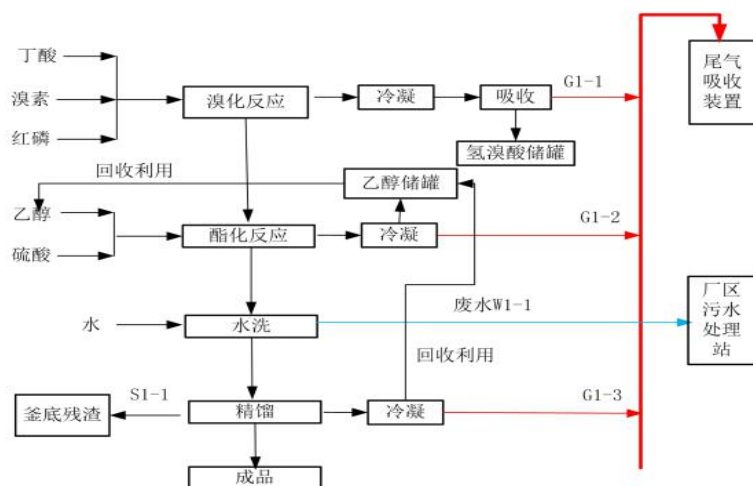 丁酸
溴素
红磷
溴化反应
冷凝
吸收
G1-1
尾气
吸收
装置
氢溴酸储罐
回收利用
乙醇储罐
乙醇
硫酸
酯化反应
冷凝
G1-2
水
水洗
废水W1-1
厂区
污水
处理
站
回收利用
釜底残渣
S1-1
精馏
冷凝
G1-3
成品